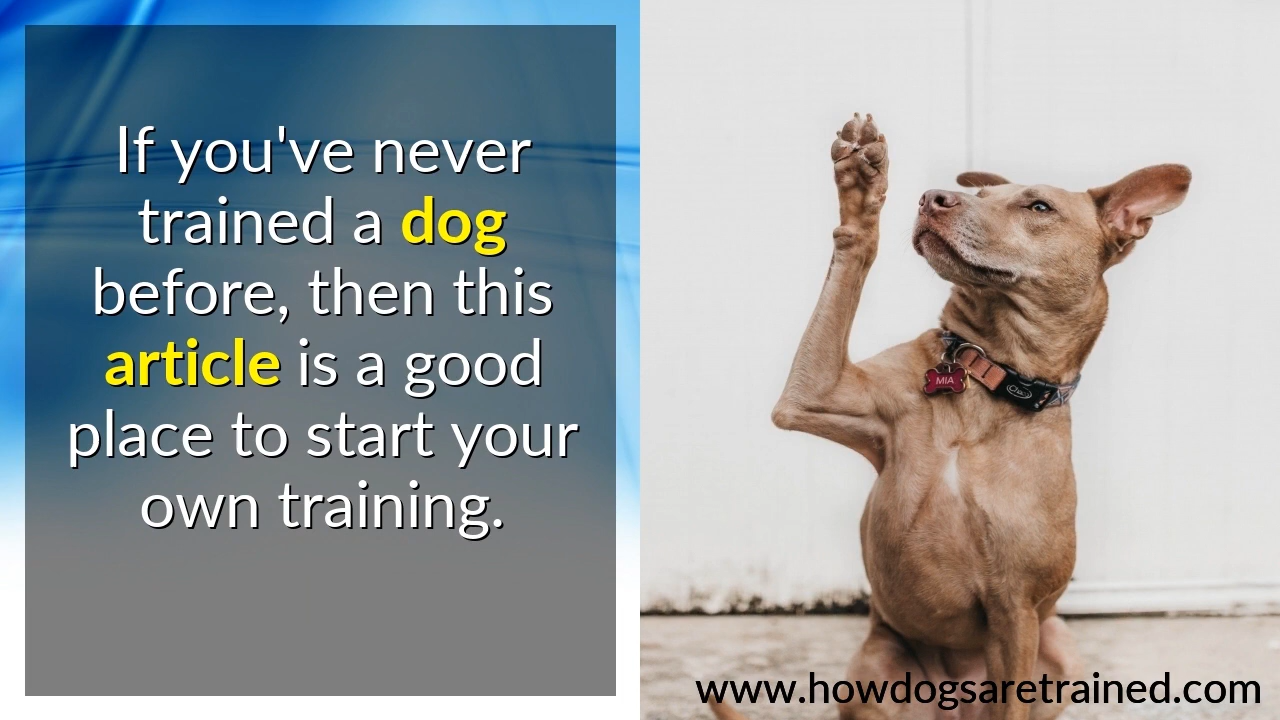 If you've never
trained a dog
before, then this
article is a good
place to start your
own training.
MIA
www.howdogsaretrained.com